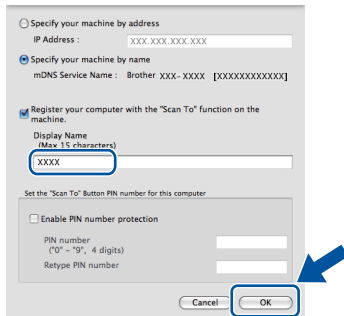 Specify your machine by address
IP Address : XXX.XXX.XXX.XXX
Specify your machine by name
mDNS Service Name : Brother XXX-XXXX [XXXXXXXXXXXX]
Register your computer with the "Scan To" function on the
machine.
Display Name
(Max 15 characters)
XXXX
Set the "Scan To" Button PIN number for this computer
Enable PIN number protection
PIN number
("0" – "9", 4 digits)
Retype PIN number
Cancel OK